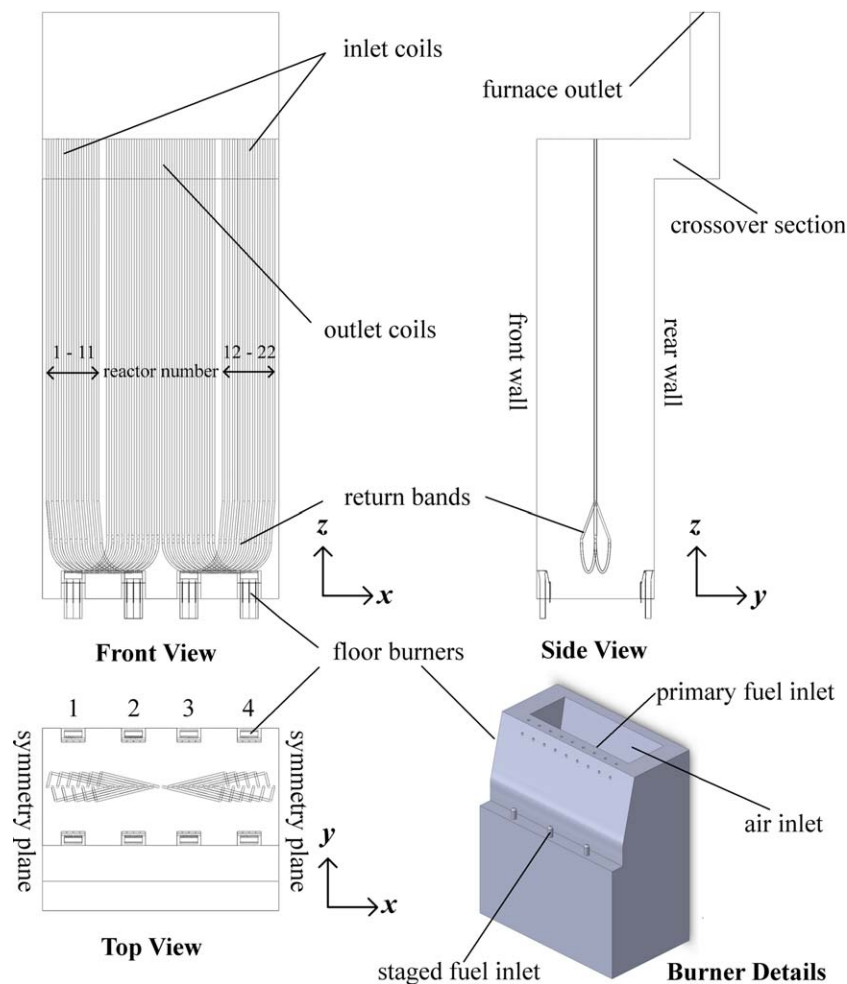 inlet coils
furnace outlet
crossover section
outlet coils
front wall
rear wall
1 - 11
reactor number
12 - 22
return bands
z
x
z
y
Front View
floor burners
Side View
primary fuel inlet
1 2 3 4
symmetry plane
symmetry plane
air inlet
y
x
Top View
staged fuel inlet
Burner Details